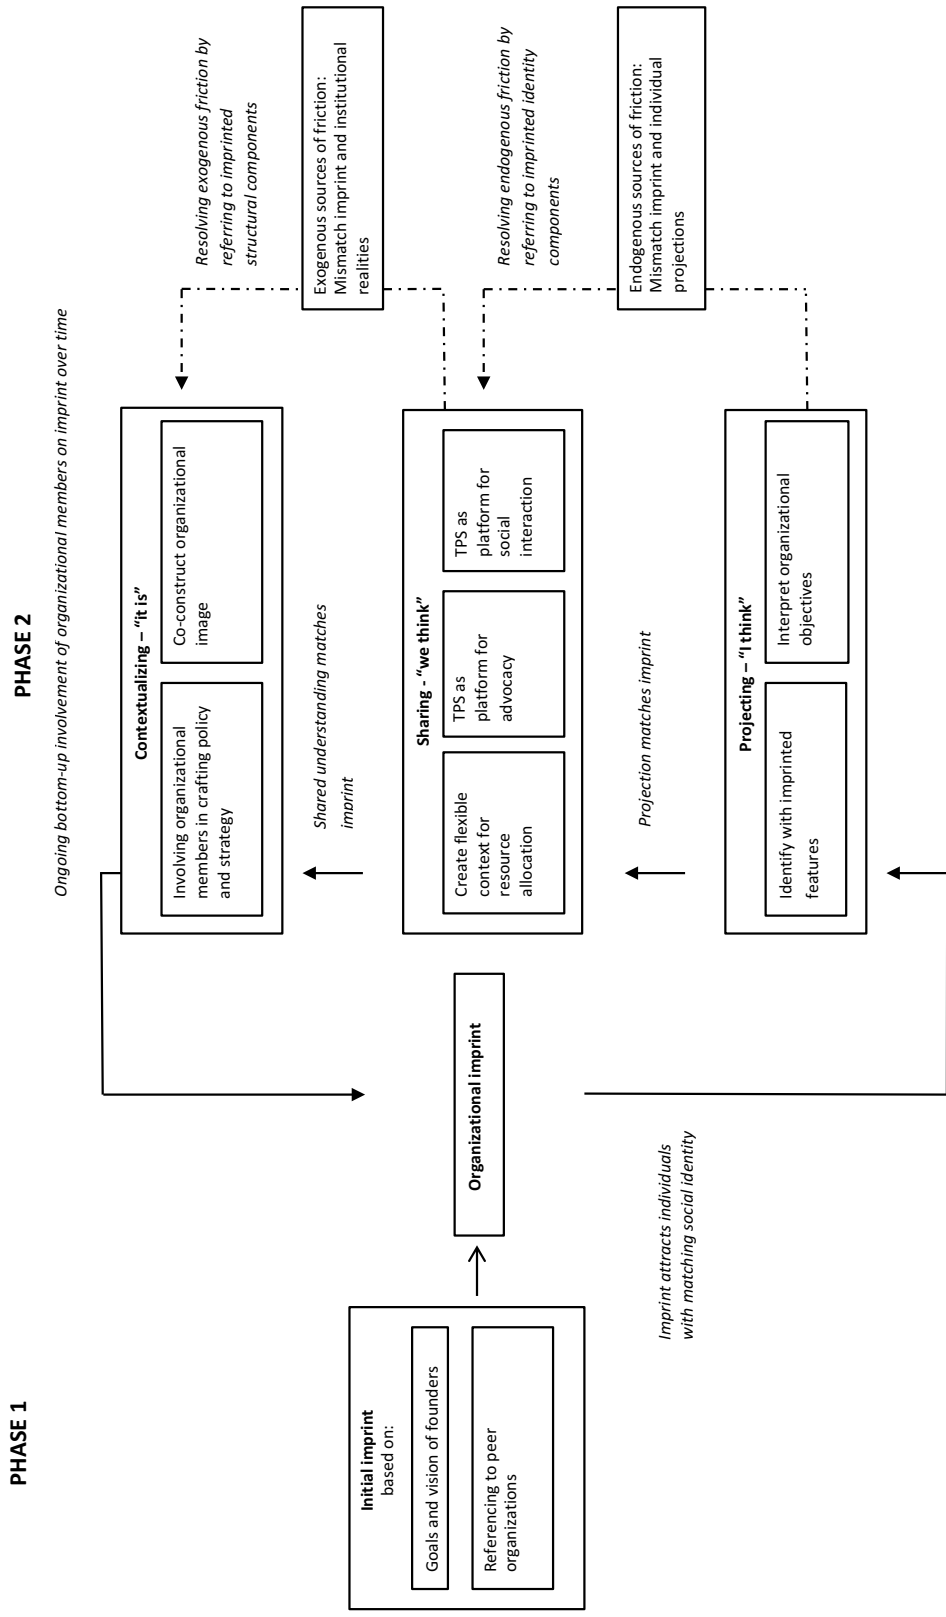 PHASE 1
PHASE 2
Initial imprint
based on:
Goals and vision of founders
Referencing to peer
organizations
Organizational imprint
Imprint attracts individuals
with matching social identity
Ongoing bottom-up involvement of organizational members on imprint over time
Contextualizing – “it is”
Involving organizational
members in crafting policy
and strategy
Co-construct organizational
image
Shared understanding matches
imprint
Sharing - “we think”
Create flexible
context for
resource
allocation
TPS as
platform for
advocacy
TPS as
platform for
social
interaction
Projection matches imprint
Projecting – “I think”
Identify with imprinted
features
Interpret organizational
objectives
Resolving exogenous friction by
referring to imprinted
structural components
Exogenous sources of friction:
Mismatch imprint and institutional
realities
Resolving endogenous friction by
referring to imprinted identity
components
Endogenous sources of friction:
Mismatch imprint and individual
projections